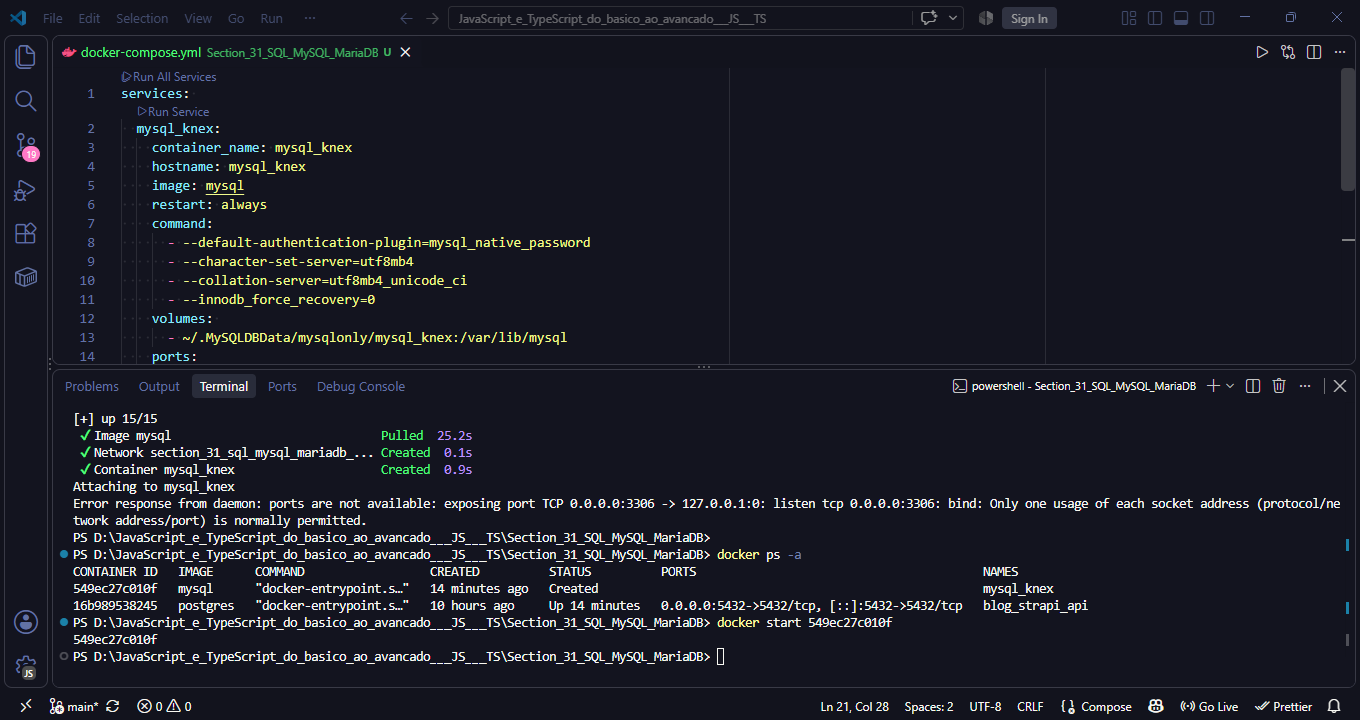 File Edit Selection View Go Run ··· JavaScript_e_TypeScript_do_basico_ao_avancado___JS___TS Sign In
docker-compose.yml Section_31_SQL_MySQL_MariaDB U
Run All Services
1 services:
Run Service
2 mysql_knex:
3 container_name: mysql_knex
4 hostname: mysql_knex
5 image: mysql
6 restart: always
7 command:
8 - --default-authentication-plugin=mysql_native_password
9 - --character-set-server=utf8mb4
10 - --collation-server=utf8mb4_unicode_ci
11 - --innodb_force_recovery=0
12 volumes:
13 - ~/.MySQLDBData/mysqlonly/mysql_knex:/var/lib/mysql
14 ports:
19
Problems Output Terminal Ports Debug Console powershell - Section_31_SQL_MySQL_MariaDB
[+] up 15/15
✓ Image mysql Pulled 25.2s
✓ Network section_31_sql_mysql_mariadb_... Created 0.1s
✓ Container mysql_knex Created 0.9s
Attaching to mysql_knex
Error response from daemon: ports are not available: exposing port TCP 0.0.0.0:3306 -> 127.0.0.1:0: listen tcp 0.0.0.0:3306: bind: Only one usage of each socket address (protocol/ne
twork address/port) is normally permitted.
PS D:\JavaScript_e_TypeScript_do_basico_ao_avancado___JS___TS\Section_31_SQL_MySQL_MariaDB>
PS D:\JavaScript_e_TypeScript_do_basico_ao_avancado___JS___TS\Section_31_SQL_MySQL_MariaDB> docker ps -a
CONTAINER ID IMAGE COMMAND CREATED STATUS PORTS NAMES
549ec27c010f mysql "docker-entrypoint.s…" 14 minutes ago Created mysql_knex
16b989538245 postgres "docker-entrypoint.s…" 10 hours ago Up 14 minutes 0.0.0.0:5432->5432/tcp, [::]:5432->5432/tcp blog_strapi_api
PS D:\JavaScript_e_TypeScript_do_basico_ao_avancado___JS___TS\Section_31_SQL_MySQL_MariaDB> docker start 549ec27c010f
549ec27c010f
PS D:\JavaScript_e_TypeScript_do_basico_ao_avancado___JS___TS\Section_31_SQL_MySQL_MariaDB>
JS
main* 0 0 Ln 21, Col 28 Spaces: 2 UTF-8 CRLF Compose Go Live Prettier